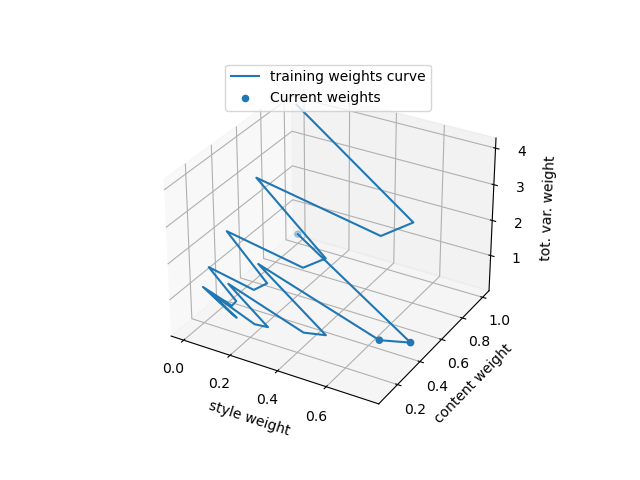 training weights curve
Current weights
4
3
2
1
tot. var. weight
1.0
0.8
0.6
0.4
0.2
content weight
0.0
0.2
0.4
0.6
style weight